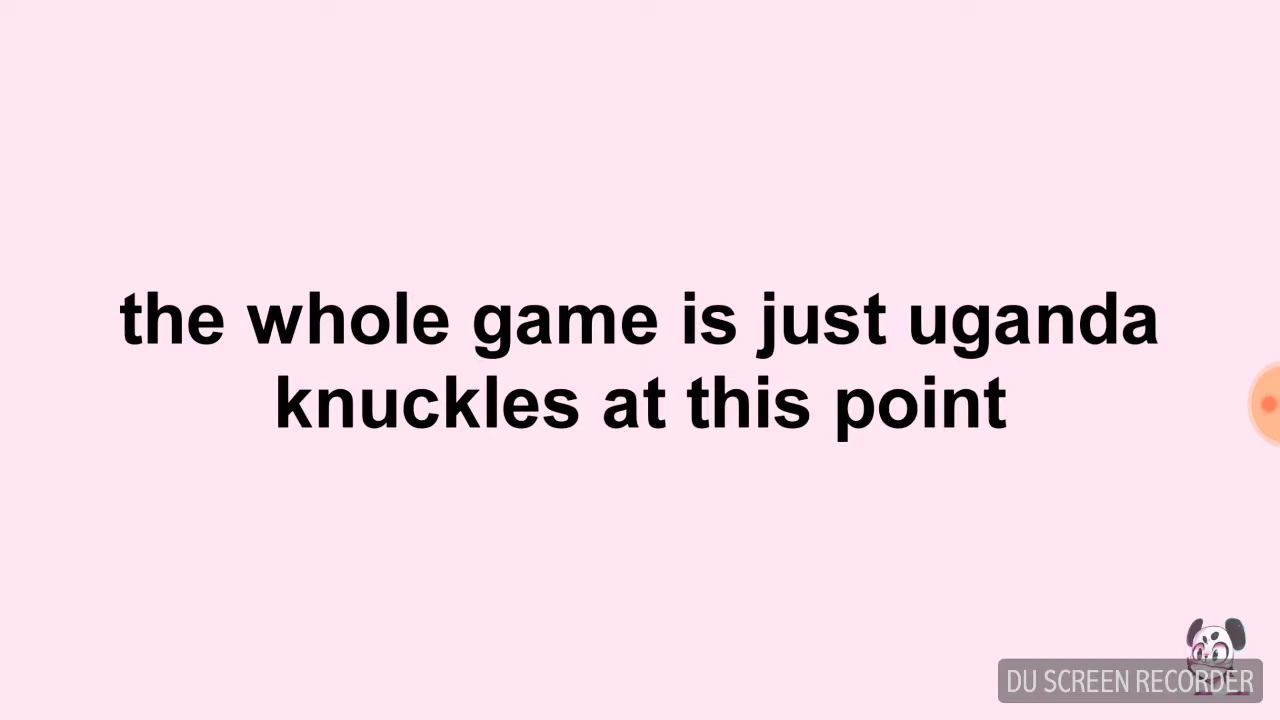 the whole game is just uganda
knuckles at this point
DU SCREEN RECORDER